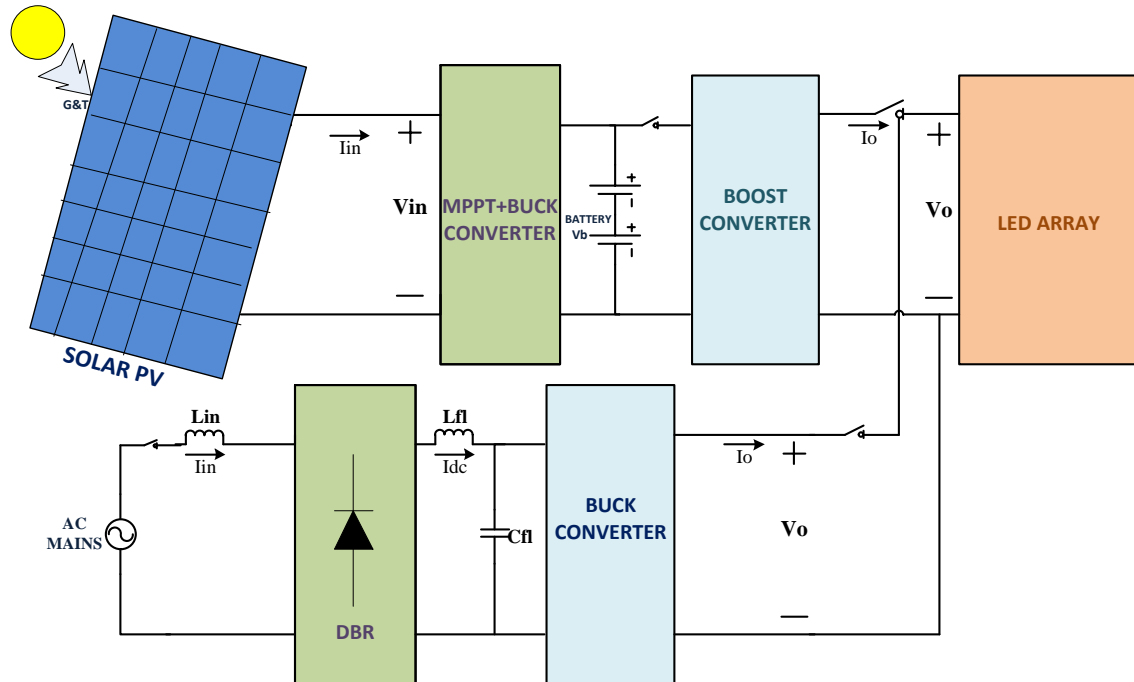 G&T
SOLAR PV
Iin
+
Vin
—
MPPT+BUCK
CONVERTER
+
BATTERY
Vb
+
BOOST
CONVERTER
Io
+
Vo
—
LED ARRAY
AC
MAINS
Lin
Iin
DBR
Lfl
Idc
Cfl
BUCK
CONVERTER
Io
+
Vo
—